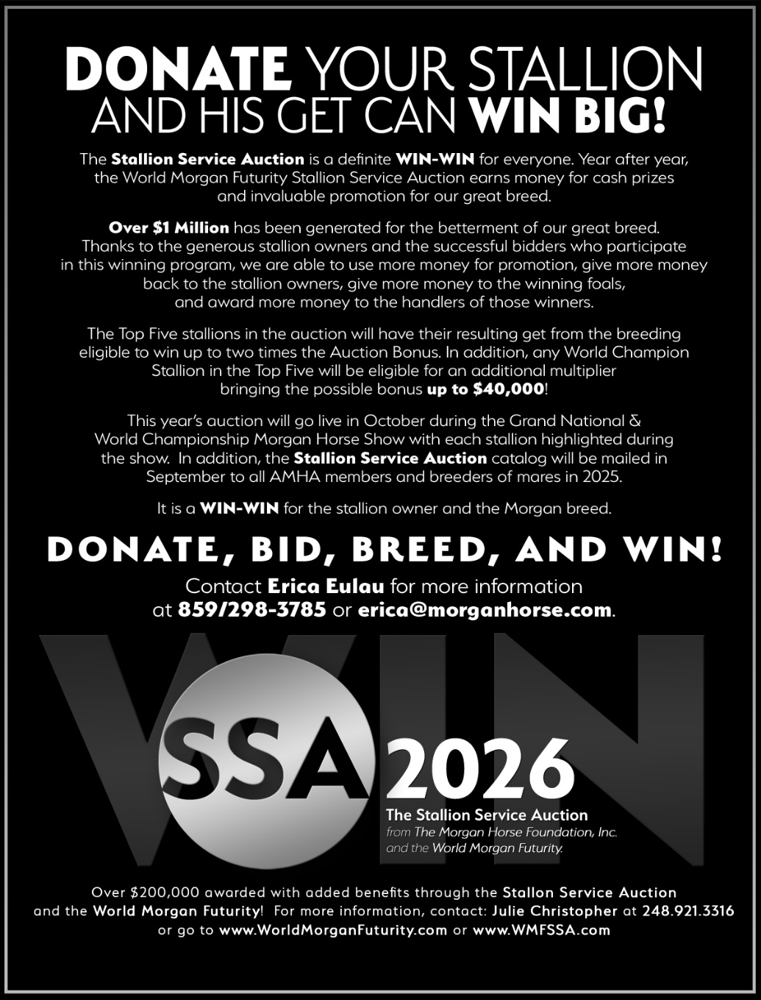 DONATE YOUR STALLION
AND HIS GET CAN WIN BIG!
The Stallion Service Auction is a definite WIN-WIN for everyone. Year after year,
the World Morgan Futurity Stallion Service Auction earns money for cash prizes
and invaluable promotion for our great breed.
Over $1 Million has been generated for the betterment of our great breed.
Thanks to the generous stallion owners and the successful bidders who participate
in this winning program, we are able to use more money for promotion, give more money
back to the stallion owners, give more money to the winning foals,
and award more money to the handlers of those winners.
The Top Five stallions in the auction will have their resulting get from the breeding
eligible to win up to two times the Auction Bonus. In addition, any World Champion
Stallion in the Top Five will be eligible for an additional multiplier
bringing the possible bonus up to $40,000!
This year's auction will go live in October during the Grand National &
World Championship Morgan Horse Show with each stallion highlighted during
the show. In addition, the Stallion Service Auction catalog will be mailed in
September to all AMHA members and breeders of mares in 2025.
It is a WIN-WIN for the stallion owner and the Morgan breed.
DONATE, BID, BREED, AND WIN!
Contact Erica Eulau for more information
at 859/298-3785 or erica@morganhorse.com.
WIN
SSA 2026
The Stallion Service Auction
from The Morgan Horse Foundation, Inc.
and the World Morgan Futurity.
Over $200,000 awarded with added benefits through the Stallon Service Auction
and the World Morgan Futurity! For more information, contact: Julie Christopher at 248.921.3316
or go to www.WorldMorganFuturity.com or www.WMFSSA.com